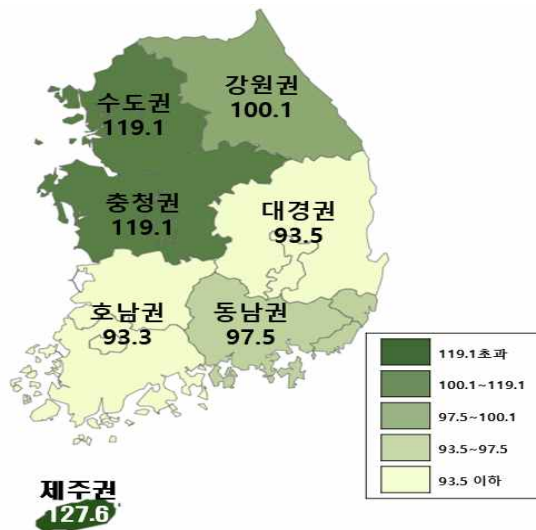 강원권
100.1
수도권
119.1
충청권
119.1
대경권
93.5
호남권
93.3
동남권
97.5
제주권
127.6
119.1초과
100.1~119.1
97.5~100.1
93.5~97.5
93.5 이하